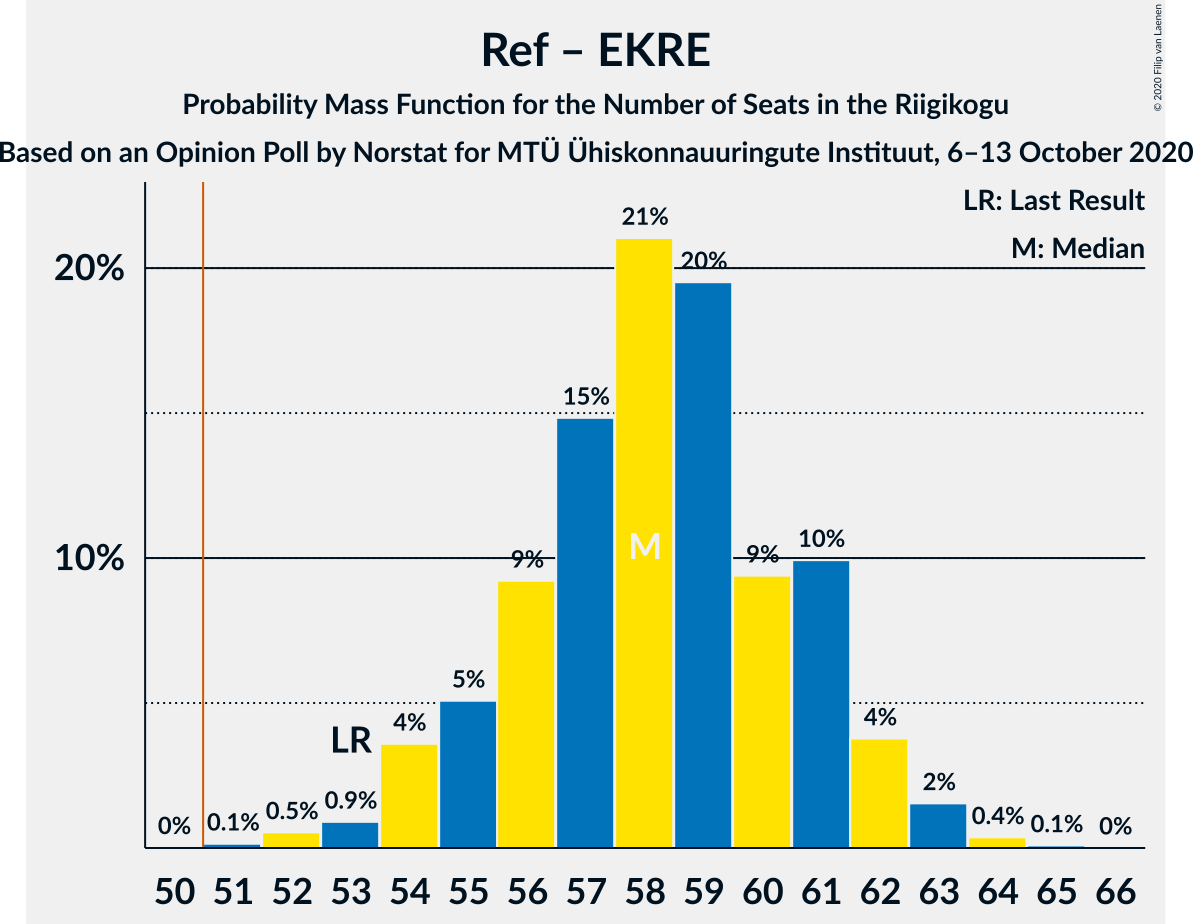 Ref – EKRE
Probability Mass Function for the Number of Seats in the Riigikogu
Based on an Opinion Poll by Norstat for MTÜ Ühiskonnauuringute Instituut, 6–13 October 2020
© 2020 Filip van Laenen
LR: Last Result
M: Median
20%
10%
0%
0.1%
0.5%
0.9%
LR
4%
5%
9%
15%
21%
M
20%
9%
10%
4%
2%
0.4%
0.1%
0%
50 51 52 53 54 55 56 57 58 59 60 61 62 63 64 65 66